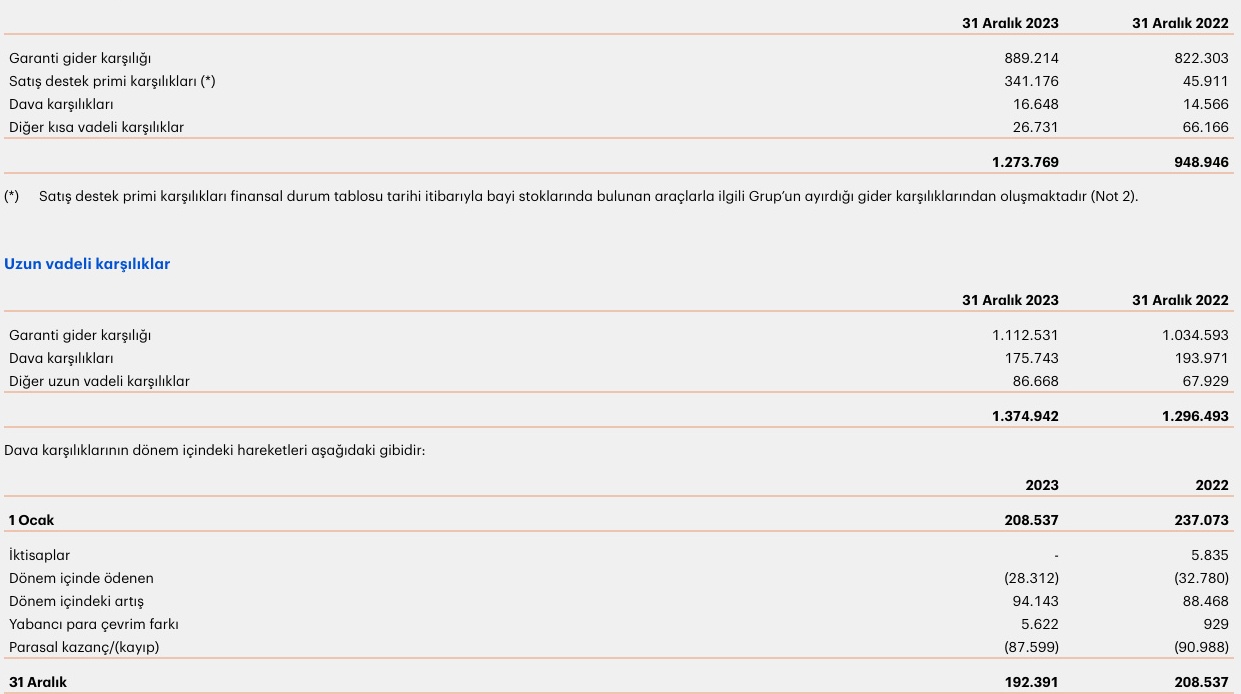 31 Aralık 2023 31 Aralık 2022
Garanti gider karşılığı 889.214 822.303
Satış destek primi karşılıkları (*) 341.176 45.911
Dava karşılıkları 16.648 14.566
Diğer kısa vadeli karşılıklar 26.731 66.166
1.273.769 948.946
(*) Satış destek primi karşılıkları finansal durum tablosu tarihi itibarıyla bayi stoklarında bulunan araçlarla ilgili Grup’un ayırdığı gider karşılıklarından oluşmaktadır (Not 2).
Uzun vadeli karşılıklar
31 Aralık 2023 31 Aralık 2022
Garanti gider karşılığı 1.112.531 1.034.593
Dava karşılıkları 175.743 193.971
Diğer uzun vadeli karşılıklar 86.668 67.929
1.374.942 1.296.493
Dava karşılıklarının dönem içindeki hareketleri aşağıdaki gibidir:
2023 2022
1 Ocak 208.537 237.073
İktisaplar - 5.835
Dönem içinde ödenen (28.312) (32.780)
Dönem içindeki artış 94.143 88.468
Yabancı para çevrim farkı 5.622 929
Parasal kazanç/(kayıp) (87.599) (90.988)
31 Aralık 192.391 208.537